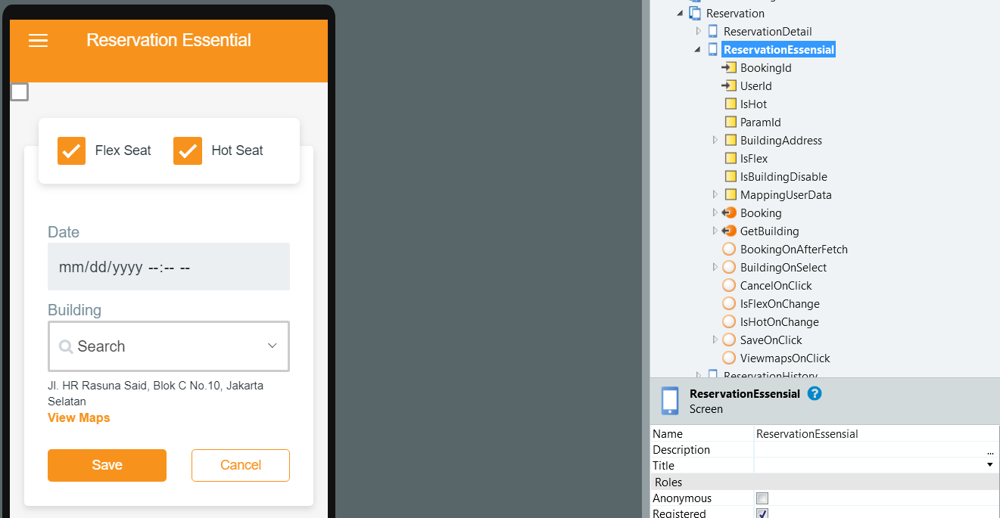 Reservation Essential
Flex Seat
Hot Seat
Date
mm/dd/yyyy --:-- --
Building
Search
Jl. HR Rasuna Said, Blok C No.10, Jakarta
Selatan
View Maps
Save
Cancel
Reservation
ReservationDetail
ReservationEssensial
BookingId
UserId
IsHot
ParamId
BuildingAddress
IsFlex
IsBuildingDisable
MappingUserData
Booking
GetBuilding
BookingOnAfterFetch
BuildingOnSelect
CancelOnClick
IsFlexOnChange
IsHotOnChange
SaveOnClick
ViewmapsOnClick
ReservationHistory
ReservationEssensial
?
Screen
Name ReservationEssensial
Description ...
Title
Roles
Anonymous
Registered